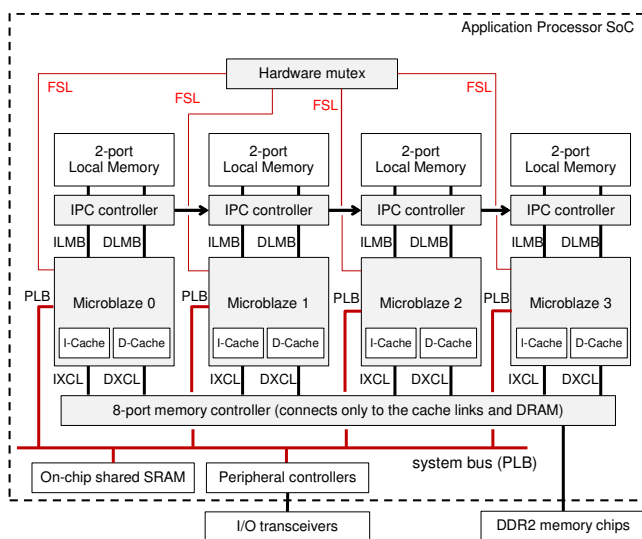 Application Processor SoC
Hardware mutex
FSL
FSL
FSL
FSL
2-port
Local Memory
2-port
Local Memory
2-port
Local Memory
2-port
Local Memory
IPC controller
IPC controller
IPC controller
IPC controller
ILMB DLMB
ILMB DLMB
ILMB DLMB
ILMB DLMB
PLB
Microblaze 0
PLB
Microblaze 1
PLB
Microblaze 2
PLB
Microblaze 3
I-Cache D-Cache
I-Cache D-Cache
I-Cache D-Cache
I-Cache D-Cache
IXCL DXCL
IXCL DXCL
IXCL DXCL
IXCL DXCL
8-port memory controller (connects only to the cache links and DRAM)
system bus (PLB)
On-chip shared SRAM
Peripheral controllers
I/O transceivers
DDR2 memory chips